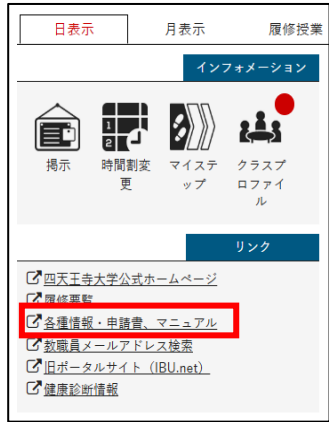 日表示
月表示
履修授業
インフォメーション
掲示
時間割変
更
マイステ
ップ
クラスプ
ロファイ
ル
リンク
四天王寺大学公式ホームページ
履修要覧
各種情報・申請書、マニュアル
教職員メールアドレス検索
旧ポータルサイト（IBU.net）
健康診断情報